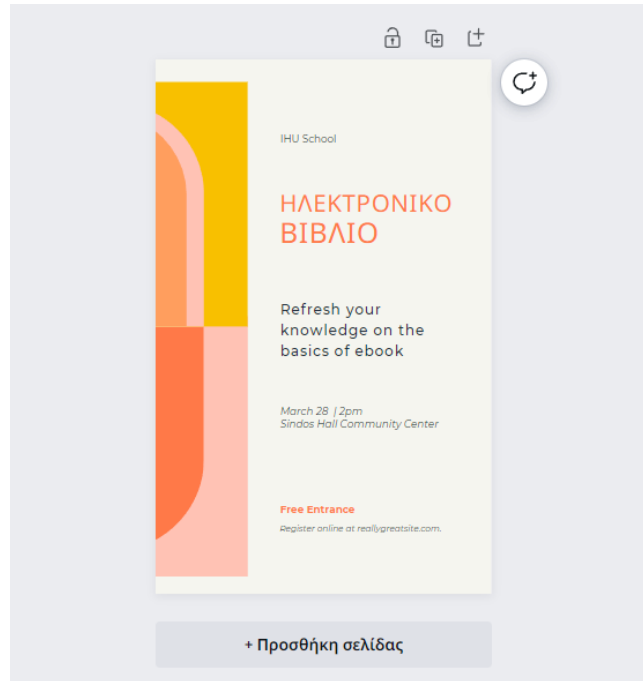 IHU School
ΗΛΕΚΤΡΟΝΙΚΟ
ΒΙΒΛΙΟ
Refresh your
knowledge on the
basics of ebook
March 28 | 2pm
Sindos Hall Community Center
Free Entrance
Register online at reallygreatsite.com.
+ Προσθήκη σελίδας